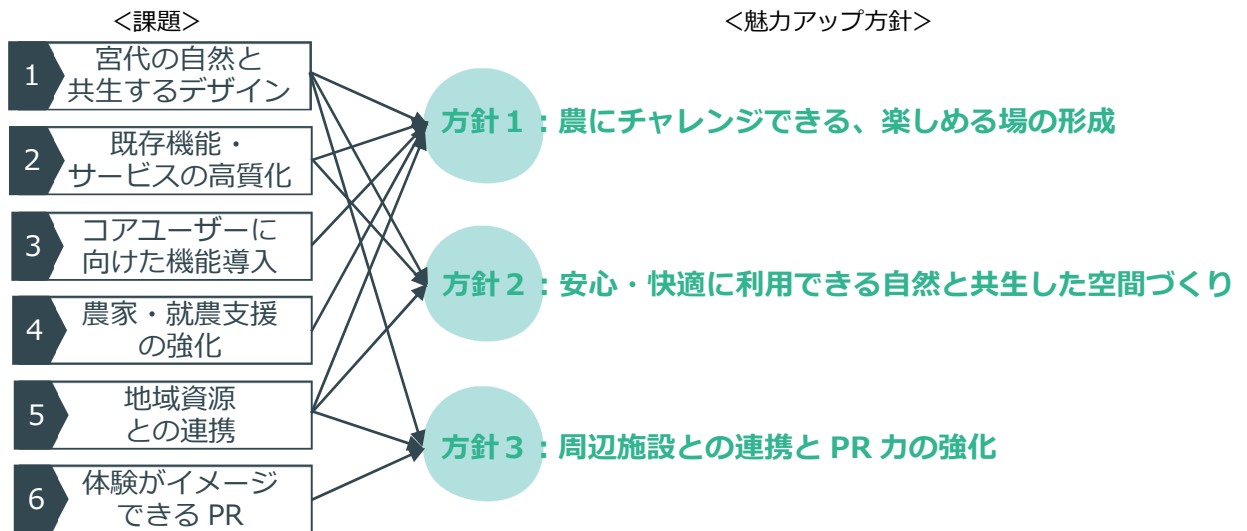 <課題>
<魅力アップ方針>
1
宮代の自然と
共生するデザイン
2
既存機能・
サービスの高質化
3
コアユーザーに
向けた機能導入
4
農家・就農支援
の強化
5
地域資源
との連携
6
体験がイメージ
できる PR
方針1:農にチャレンジできる、楽しめる場の形成
方針2:安心・快適に利用できる自然と共生した空間づくり
方針3:周辺施設との連携と PR 力の強化